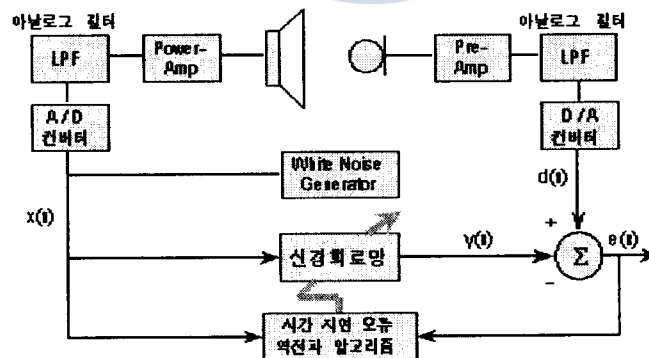 아날로그 필터
아날로그 필터
LPF
Power-
Amp
Pre-
Amp
LPF
A/D
컨버터
D/A
컨버터
White Noise
Generator
d(n)
x(n)
+
신경회로망
y(n)
Σ
e(n)
-
시간 지연 오류
역전파 알고리즘